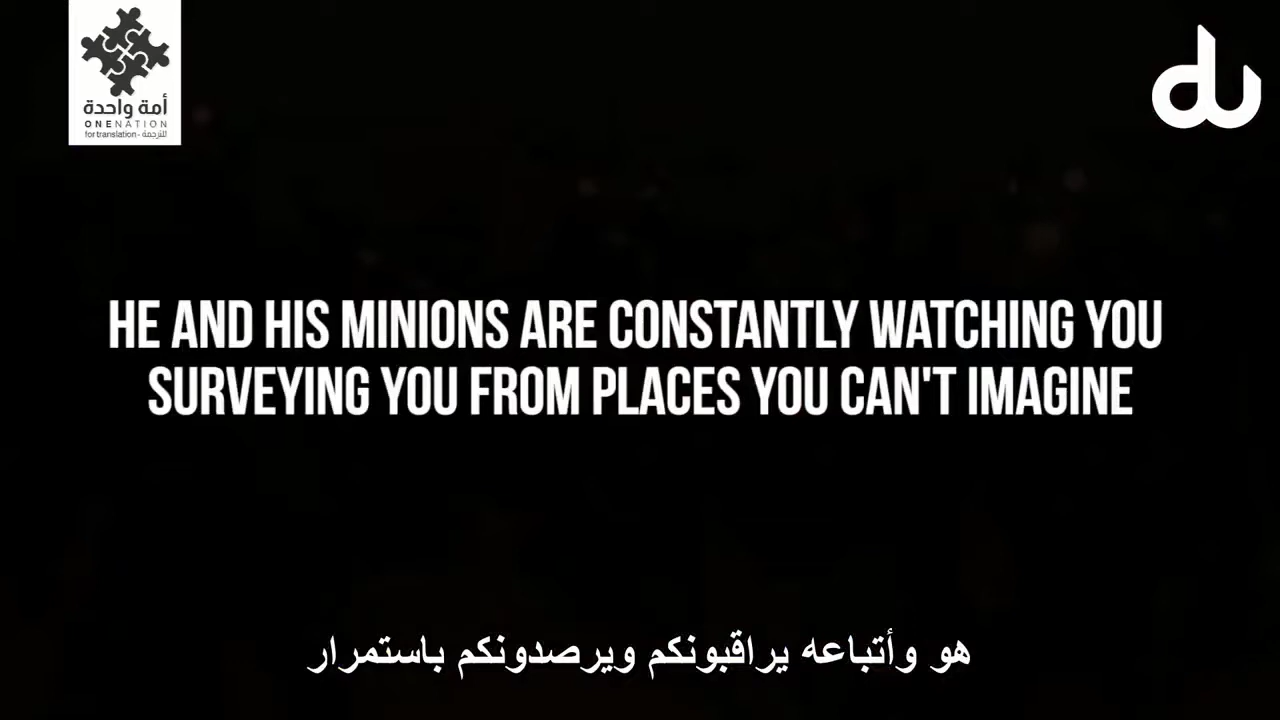 أمة واحدة
ONENATION
for translation - للترجمة
du
HE AND HIS MINIONS ARE CONSTANTLY WATCHING YOU
SURVEYING YOU FROM PLACES YOU CAN'T IMAGINE
هو وأتباعه يراقبونكم ويرصدونكم باستمرار